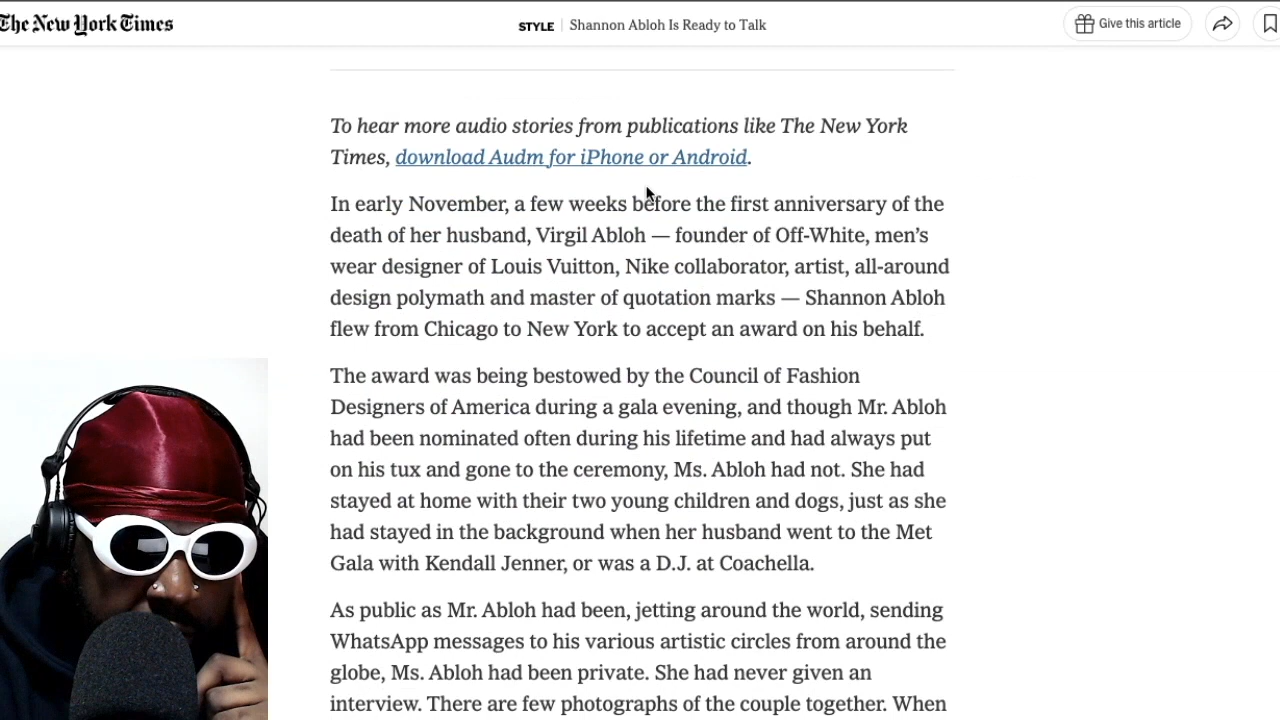 The New York Times
STYLE | Shannon Abloh Is Ready to Talk
Give this article
To hear more audio stories from publications like The New York
Times, download Audm for iPhone or Android.
In early November, a few weeks before the first anniversary of the
death of her husband, Virgil Abloh — founder of Off-White, men’s
wear designer of Louis Vuitton, Nike collaborator, artist, all-around
design polymath and master of quotation marks — Shannon Abloh
flew from Chicago to New York to accept an award on his behalf.
The award was being bestowed by the Council of Fashion
Designers of America during a gala evening, and though Mr. Abloh
had been nominated often during his lifetime and had always put
on his tux and gone to the ceremony, Ms. Abloh had not. She had
stayed at home with their two young children and dogs, just as she
had stayed in the background when her husband went to the Met
Gala with Kendall Jenner, or was a D.J. at Coachella.
As public as Mr. Abloh had been, jetting around the world, sending
WhatsApp messages to his various artistic circles from around the
globe, Ms. Abloh had been private. She had never given an
interview. There are few photographs of the couple together. When